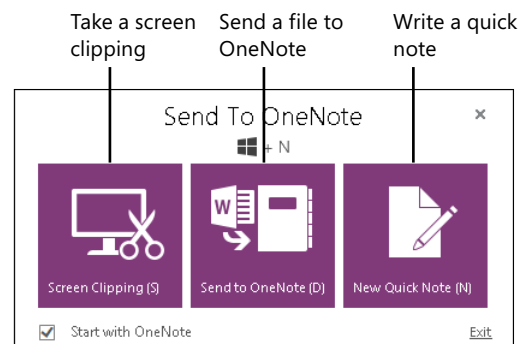 Take a screen
clipping
Send a file to
OneNote
Write a quick
note
Send To OneNote
+ N
W
Screen Clipping (S)
Send to OneNote (D)
New Quick Note (N)
Start with OneNote
Exit